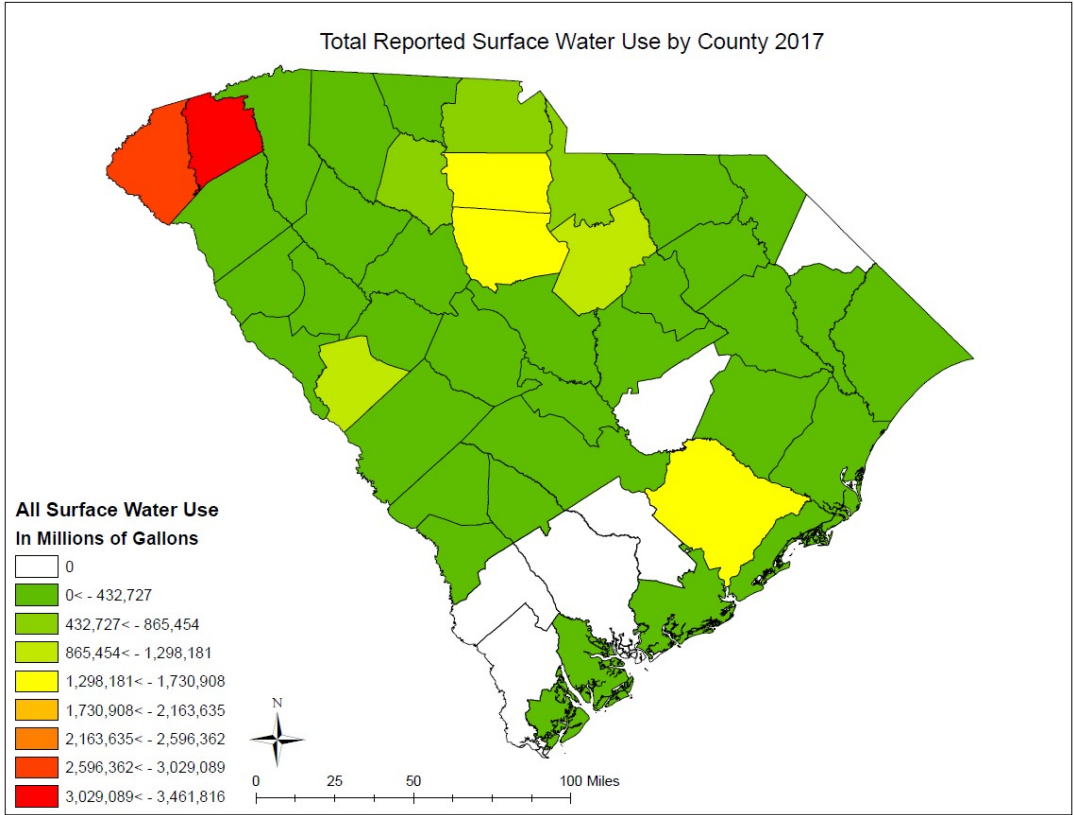 Total Reported Surface Water Use by County 2017
All Surface Water Use
In Millions of Gallons
0
0< - 432,727
432,727< - 865,454
865,454< - 1,298,181
1,298,181< - 1,730,908
1,730,908< - 2,163,635
2,163,635< - 2,596,362
2,596,362< - 3,029,089
3,029,089< - 3,461,816
N
0 25 50 100 Miles